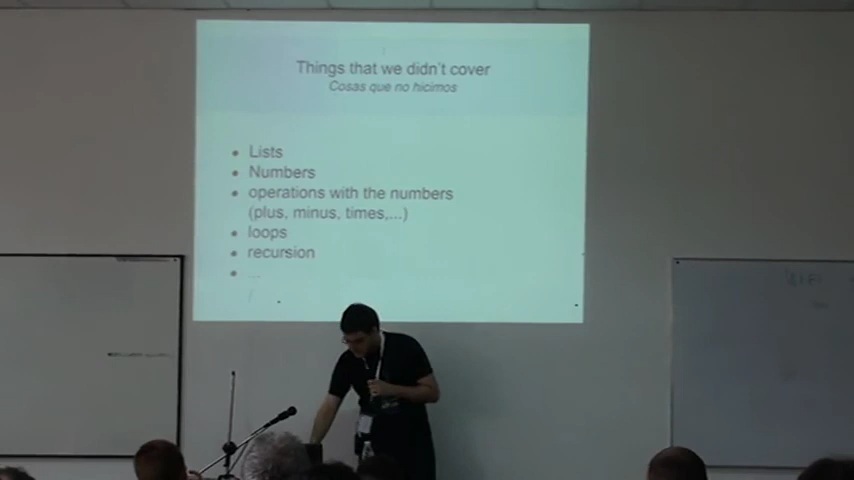 Things that we didn't cover
Cosas que no hicimos
• Lists
• Numbers
• operations with the numbers
(plus, minus, times,...)
• loops
• recursion